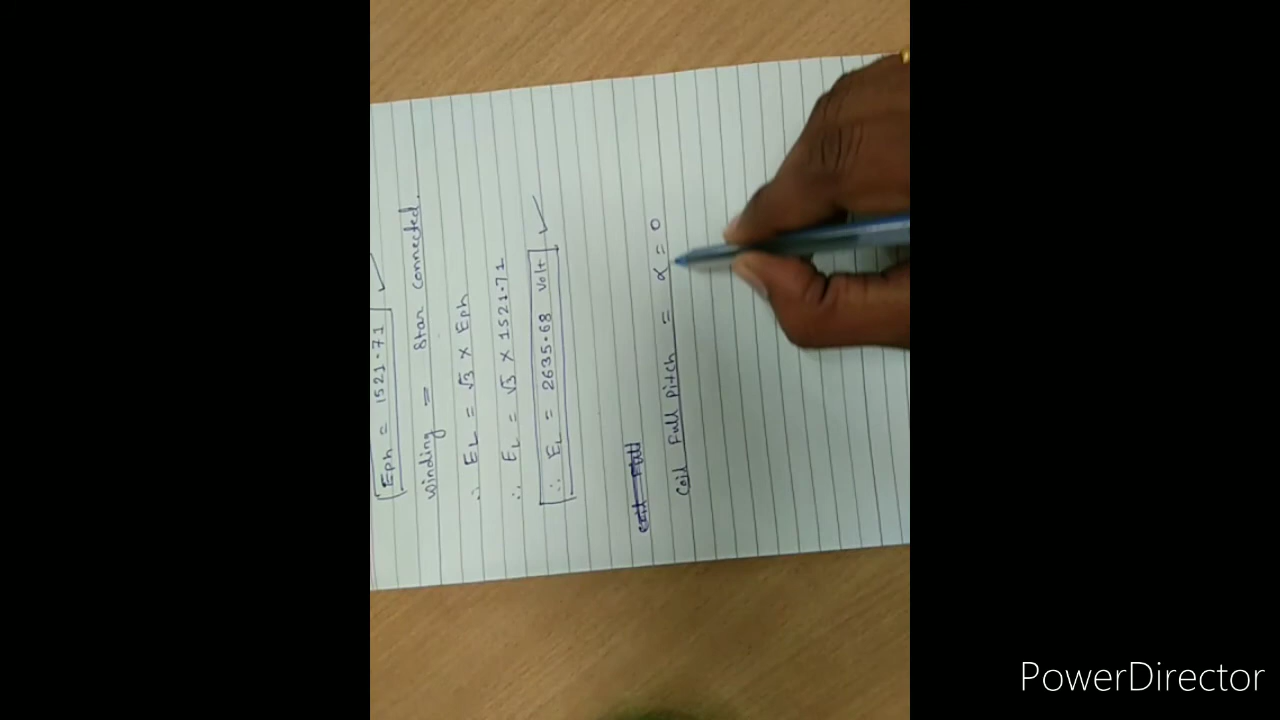 Eph = 1521.71
winding = Star connected.
∴ EL = √3 × Eph
∴ EL = √3 × 1521.71
∴ EL = 2635.68 Volt
Coil Full pitch = α = 0
PowerDirector